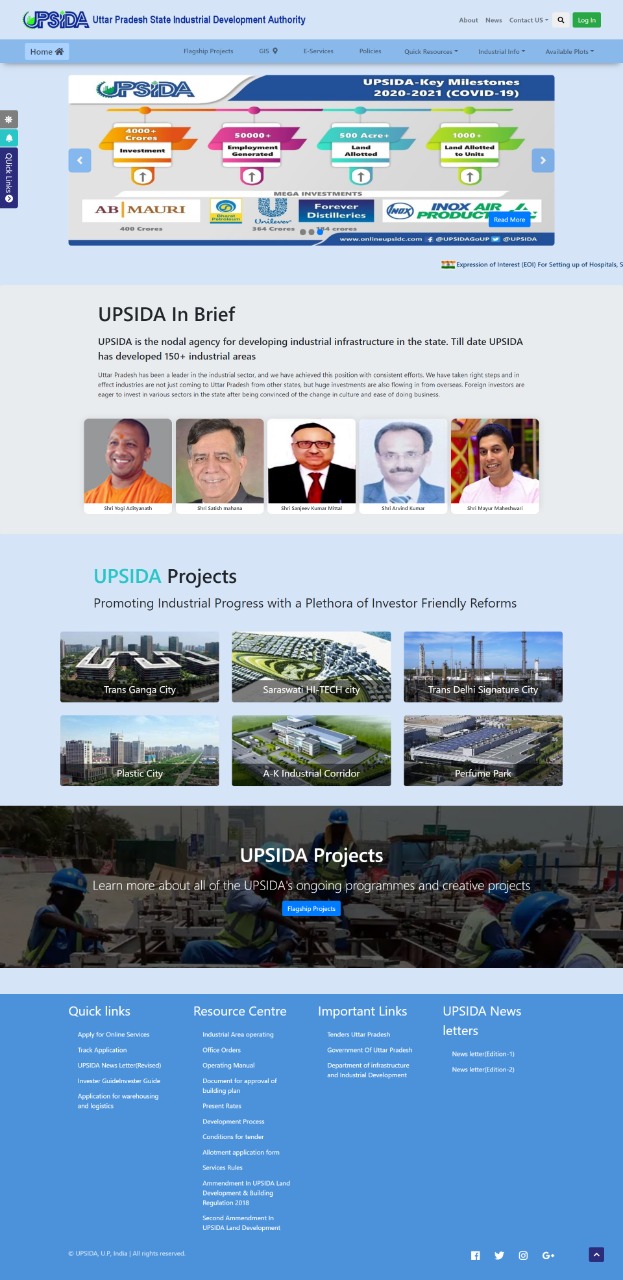 UPSIDA Uttar Pradesh State Industrial Development Authority
About News Contact US Log In
Home Flagship Projects GIS E-Services Policies Quick Resources Industrial Info Available Plots
UPSIDA
UPSIDA-Key Milestones
2020-2021 (COVID-19)
4000+
Crores
Investment
50000+
Employment
Generated
500 Acre+
Land
Allotted
1000+
Land Allotted
to Units
Quick Links
MEGA INVESTMENTS
AB MAURI
Bharat Petroleum
Unilever
Forever
Distilleries
INOX
INOX AIR
Read More
400 Crores
364 Crores
crores
www.onlineupsidc.com @UPSIDAGoUP @UPSIDA
Expression of Interest (EOI) For Setting up of Hospitals, S
UPSIDA In Brief
UPSIDA is the nodal agency for developing industrial infrastructure in the state. Till date UPSIDA
has developed 150+ industrial areas
Uttar Pradesh has been a leader in the industrial sector, and we have achieved this position with consistent efforts. We have taken right steps and in
effect industries are not just coming to Uttar Pradesh from other states, but huge investments are also flowing in from overseas. Foreign investors are
eager to invest in various sectors in the state after being convinced of the change in culture and ease of doing business.
Shri Yogi Adityanath
Shri Satish mahana
Shri Sanjeev Kumar Mittal
Shri Arvind Kumar
Shri Mayur Maheshwari
UPSIDA Projects
Promoting Industrial Progress with a Plethora of Investor Friendly Reforms
Trans Ganga City
Saraswati HI-TECH city
Trans Delhi Signature City
Plastic City
A-K Industrial Corridor
Perfume Park
UPSIDA Projects
Learn more about all of the UPSIDA's ongoing programmes and creative projects
Flagship Projects
Quick links
Apply for Online Services
Track Application
UPSIDA News Letter(Revised)
Invester GuideInvester Guide
Application for warehousing
and logistics
Resource Centre
Industrial Area operating
Office Orders
Operating Manual
Document for approval of
building plan
Present Rates
Development Process
Conditions for tender
Allotment application form
Services Rules
Ammendment In UPSIDA Land
Development & Building
Regulation 2018
Second Ammendment In
UPSIDA Land Development
Important Links
Tenders Uttar Pradesh
Government Of Uttar Pradesh
Department of infrastructure
and Industrial Development
UPSIDA News
letters
News letter(Edition-1)
News letter(Edition-2)
© UPSIDA, U.P, India | All rights reserved.